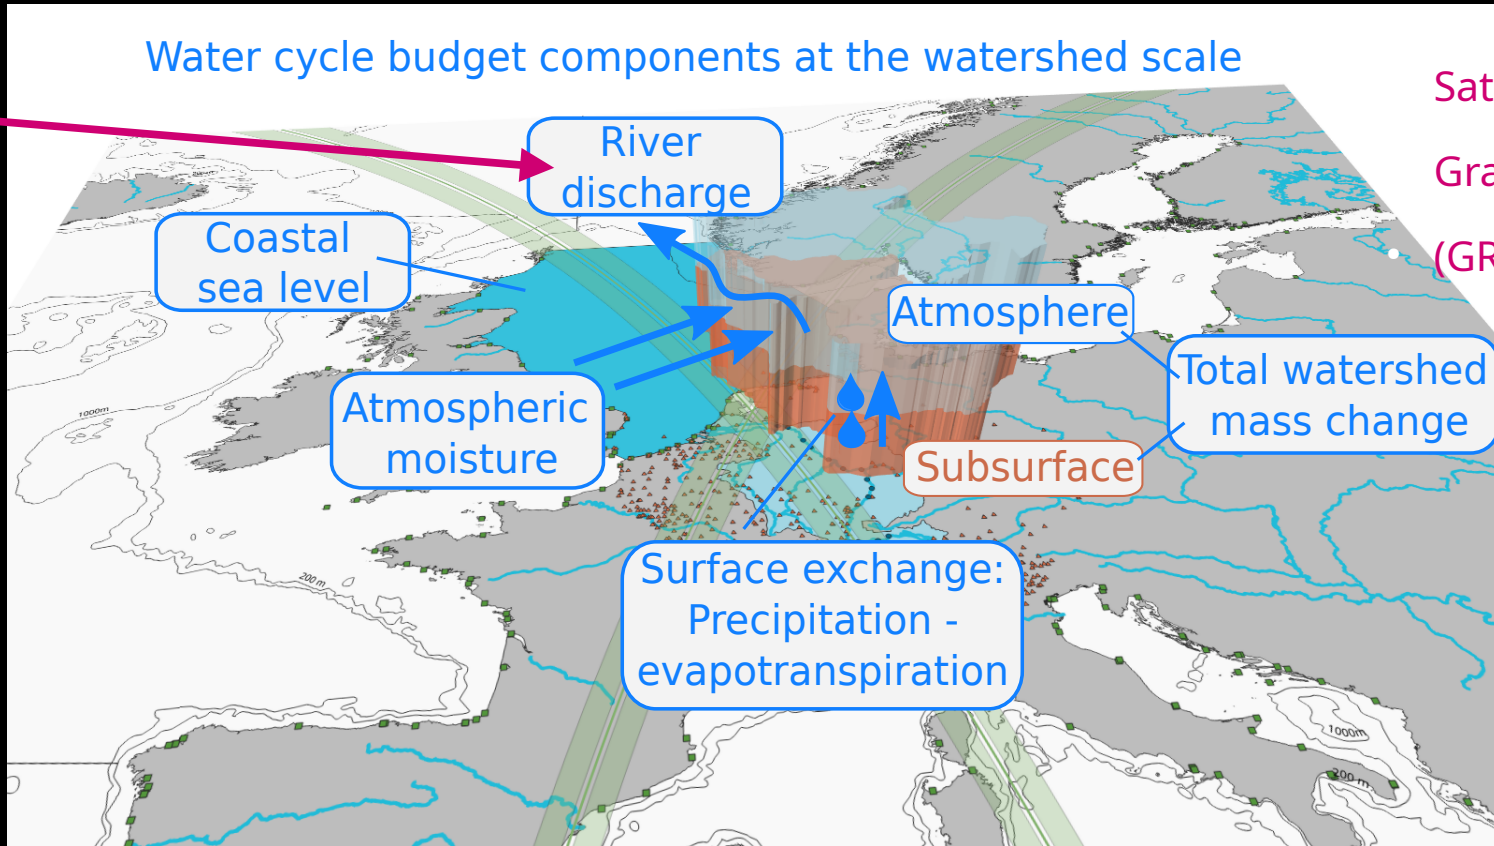 Water cycle budget components at the watershed scale
Sat
Gra
(GR
River
discharge
Coastal
sea level
Atmosphere
Total watershed
mass change
Atmospheric
moisture
Subsurface
Surface exchange:
Precipitation -
evapotranspiration
1000m
200 m
1000m
200 m